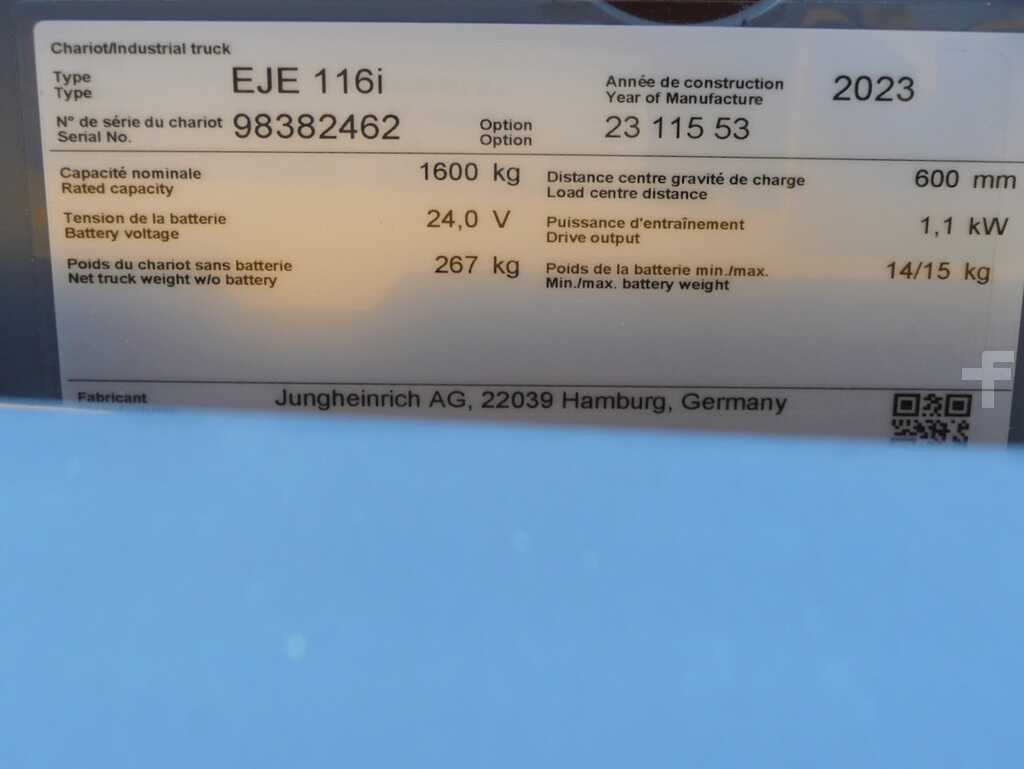 Chariot/Industrial truck
Type EJE 116i Année de construction 2023
Type Year of Manufacture
N° de série du chariot 98382462 Option 23 115 53
Serial No. Option
Capacité nominale 1600 kg Distance centre gravité de charge 600 mm
Rated capacity Load centre distance
Tension de la batterie 24,0 V Puissance d'entraînement 1,1 kW
Battery voltage Drive output
Poids du chariot sans batterie 267 kg Poids de la batterie min./max. 14/15 kg
Net truck weight w/o battery Min./max. battery weight
Fabricant Jungheinrich AG, 22039 Hamburg, Germany
f